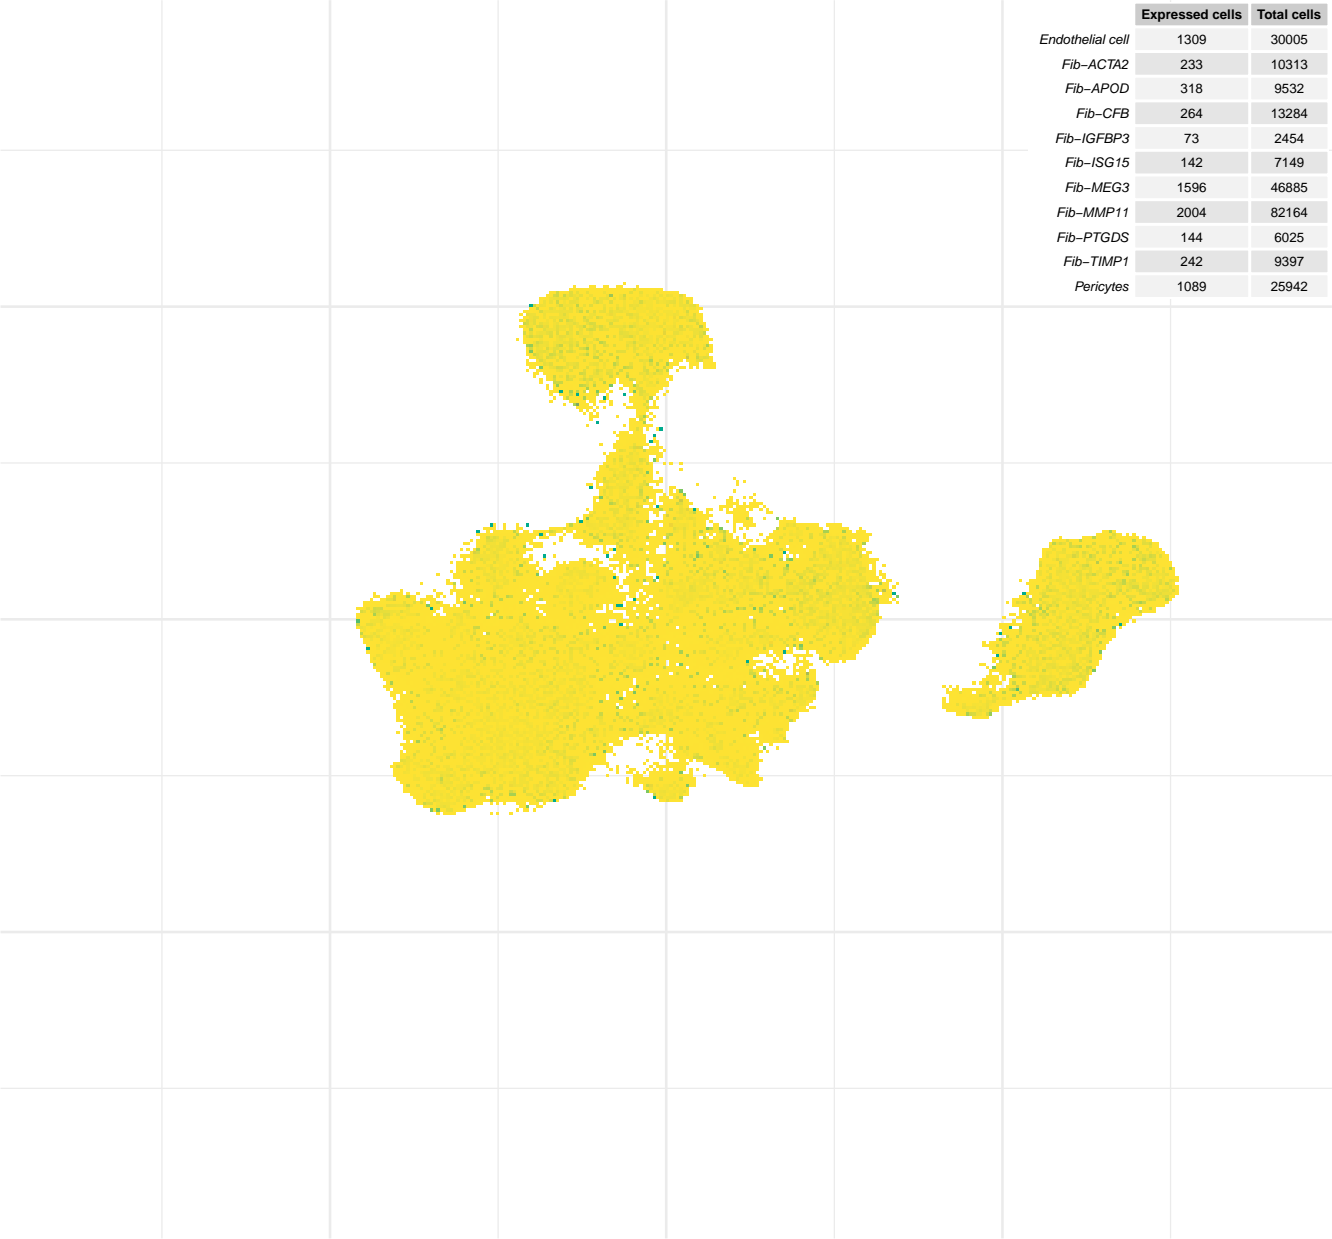 Expressed cells Total cells
Endothelial cell 1309 30005
Fib−ACTA2 233 10313
Fib−APOD 318 9532
Fib−CFB 264 13284
Fib−IGFBP3 73 2454
Fib−ISG15 142 7149
Fib−MEG3 1596 46885
Fib−MMP11 2004 82164
Fib−PTGDS 144 6025
Fib−TIMP1 242 9397
Pericytes 1089 25942